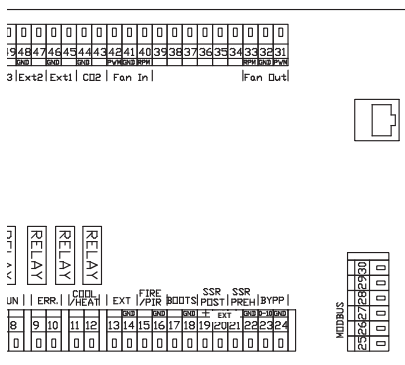 48 47 46 45 44 43 42 41 40 39 38 37 36 35 34 33 32 31
GND GND GND PWM GND RPM RPM GND PWM
Ext2 Ext1 CO2 Fan In Fan Out
RELAY RELAY RELAY
ERR. COOL /HEAT EXT FIRE /PIR BOOTS SSR POST SSR PREH BYPP
GND GND GND + EXT - GND 0-10 GND
8 9 10 11 12 13 14 15 16 17 18 19 20 21 22 23 24
MODBUS
25 26 27 28 29 30